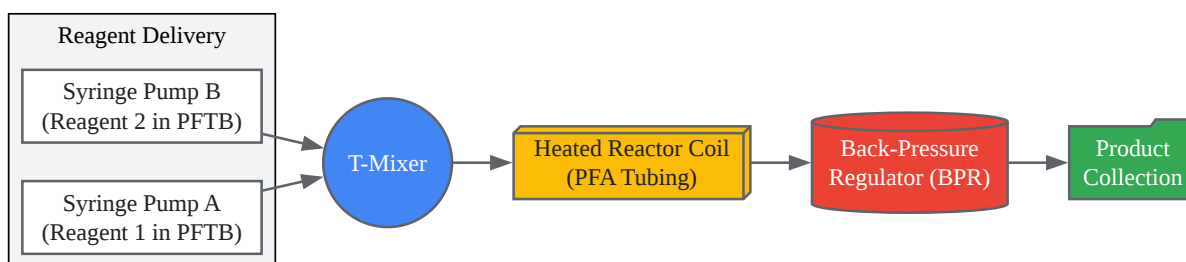 Reagent Delivery
Syringe Pump B
(Reagent 2 in PFTB)
Syringe Pump A
(Reagent 1 in PFTB)
T-Mixer
Heated Reactor Coil
(PFA Tubing)
Back-Pressure
Regulator (BPR)
Product
Collection